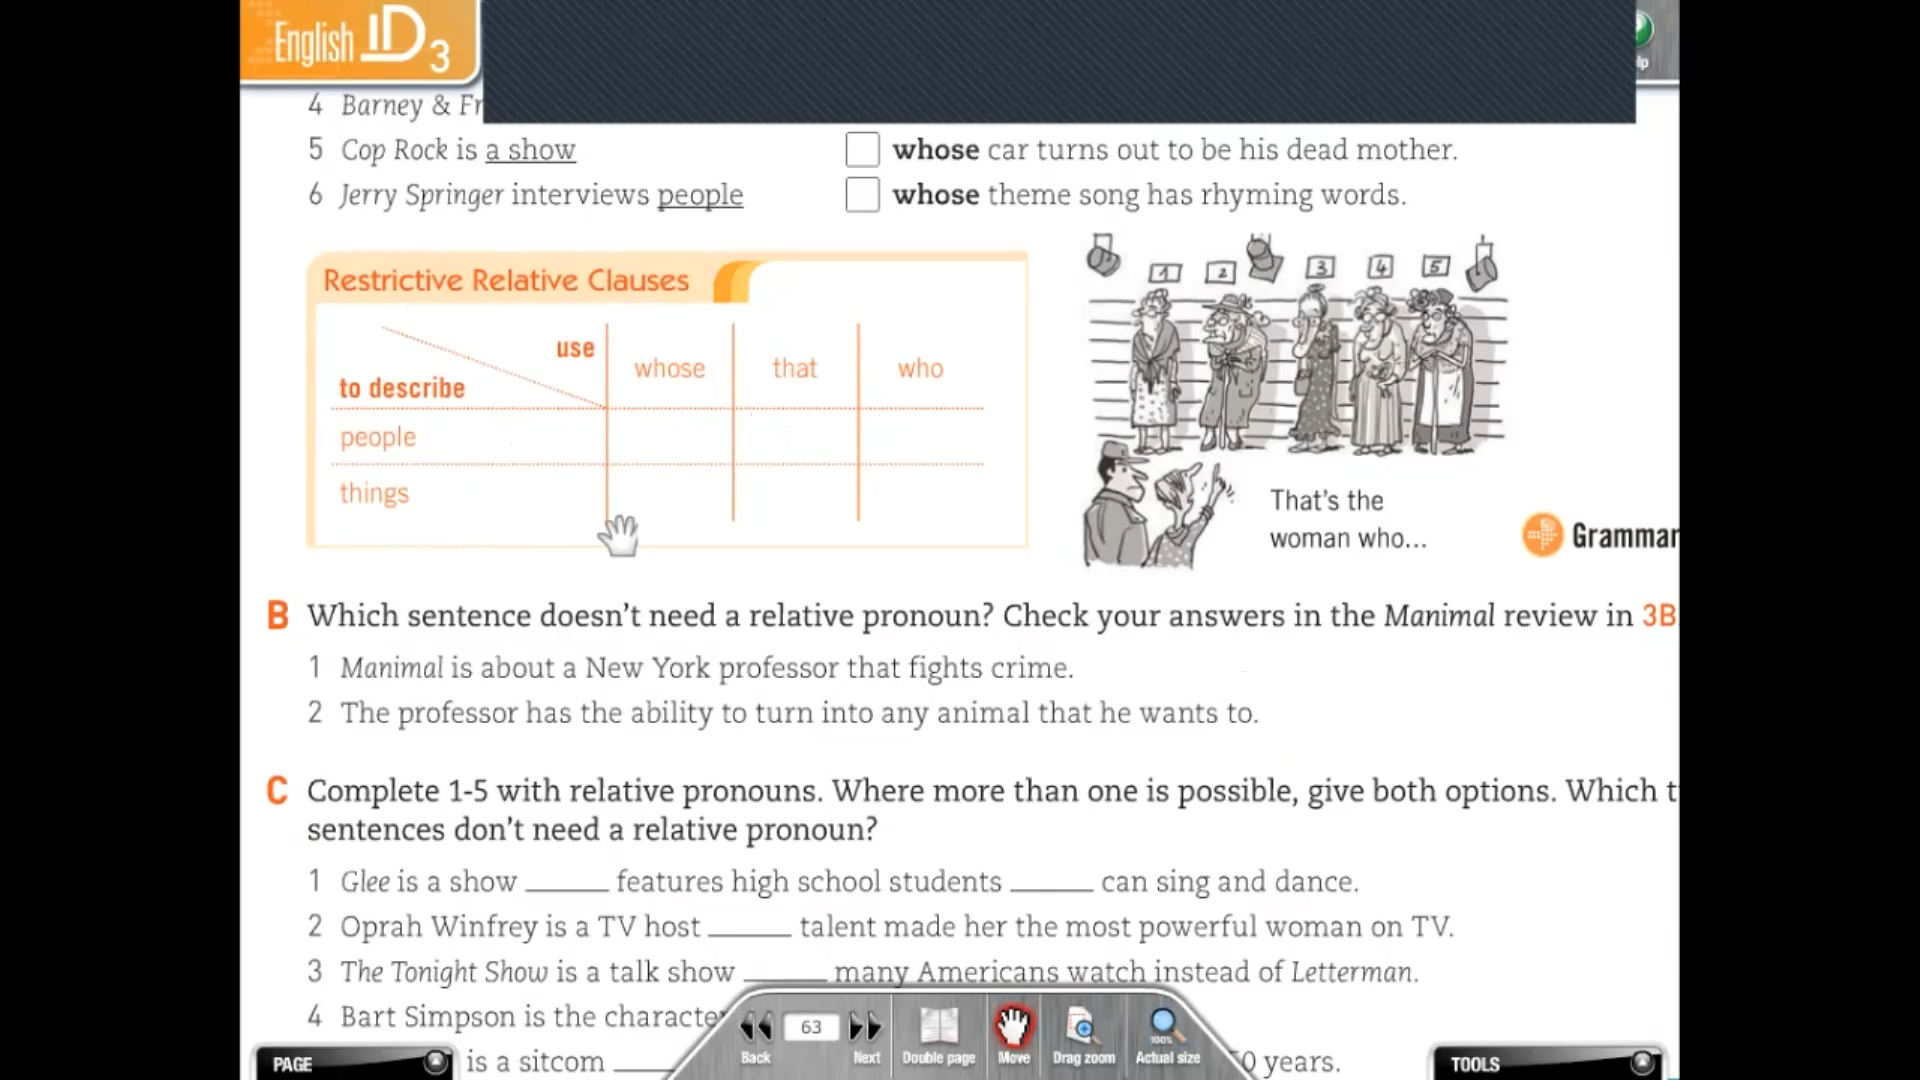 English ID 3
lp
4 Barney & Fr
5 Cop Rock is a show
whose car turns out to be his dead mother.
6 Jerry Springer interviews people
whose theme song has rhyming words.
Restrictive Relative Clauses
use
to describe
whose that who
people
things
1 2 3 4 5
That's the
woman who...
Grammar
B Which sentence doesn't need a relative pronoun? Check your answers in the Manimal review in 3B
1 Manimal is about a New York professor that fights crime.
2 The professor has the ability to turn into any animal that he wants to.
C Complete 1-5 with relative pronouns. Where more than one is possible, give both options. Which t
sentences don't need a relative pronoun?
1 Glee is a show _____ features high school students _____ can sing and dance.
2 Oprah Winfrey is a TV host _____ talent made her the most powerful woman on TV.
3 The Tonight Show is a talk show _____ many Americans watch instead of Letterman.
4 Bart Simpson is the character
is a sitcom _____
0 years.
63
Back Next Double page Move Drag zoom 100% Actual size
PAGE
TOOLS